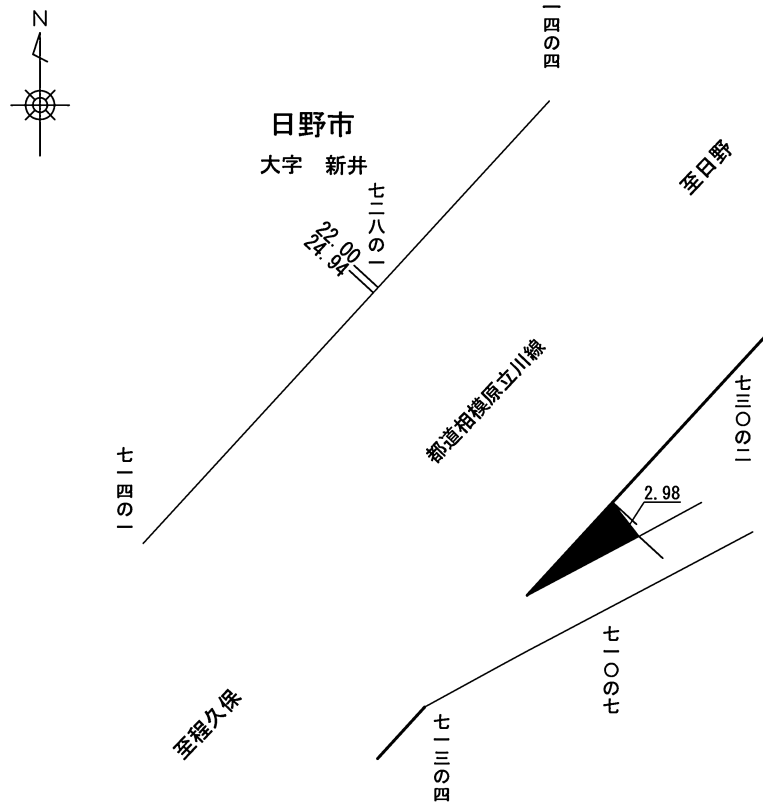 N
一四の四
日野市
大字 新井
至日野
七二八の一
22.00
24.94
都道相模原立川線
七三〇の二
七一四の一
2.98
七一〇の七
至程久保
七一三の四